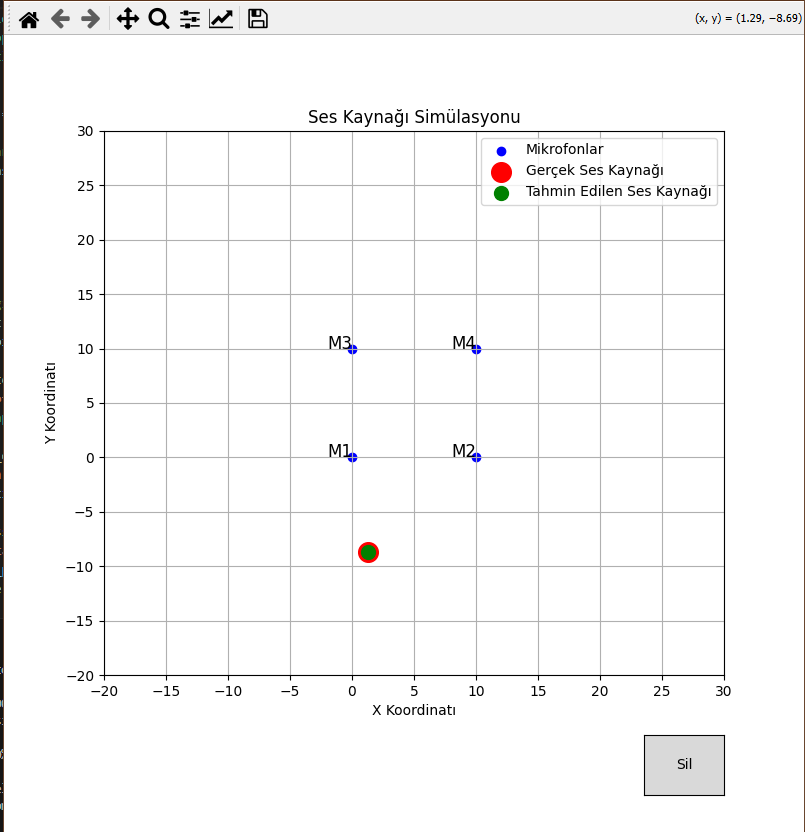 (x, y) = (1.29, −8.69)
Ses Kaynağı Simülasyonu
Mikrofonlar
Gerçek Ses Kaynağı
Tahmin Edilen Ses Kaynağı
30
25
20
15
10
5
0
−5
−10
−15
−20
Y Koordinatı
M3 M4
M1 M2
−20 −15 −10 −5 0 5 10 15 20 25 30
X Koordinatı
Sil